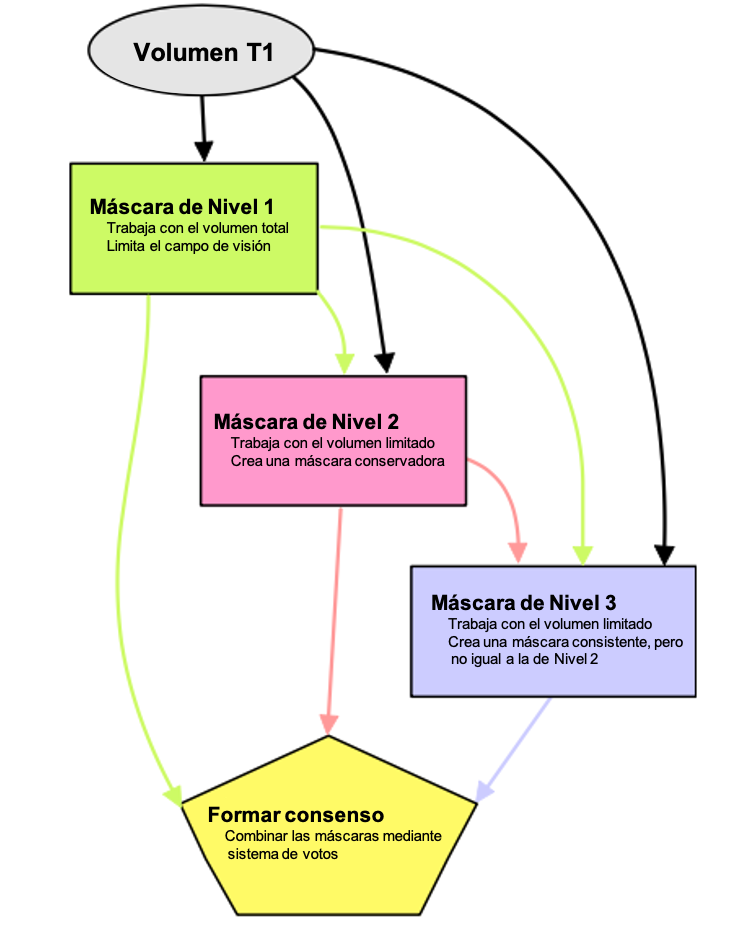 Volumen T1
Máscara de Nivel 1
Trabaja con el volumen total
Limita el campo de visión
Máscara de Nivel 2
Trabaja con el volumen limitado
Crea una máscara conservadora
Máscara de Nivel 3
Trabaja con el volumen limitado
Crea una máscara consistente, pero
no igual a la de Nivel 2
Formar consenso
Combinar las máscaras mediante
sistema de votos